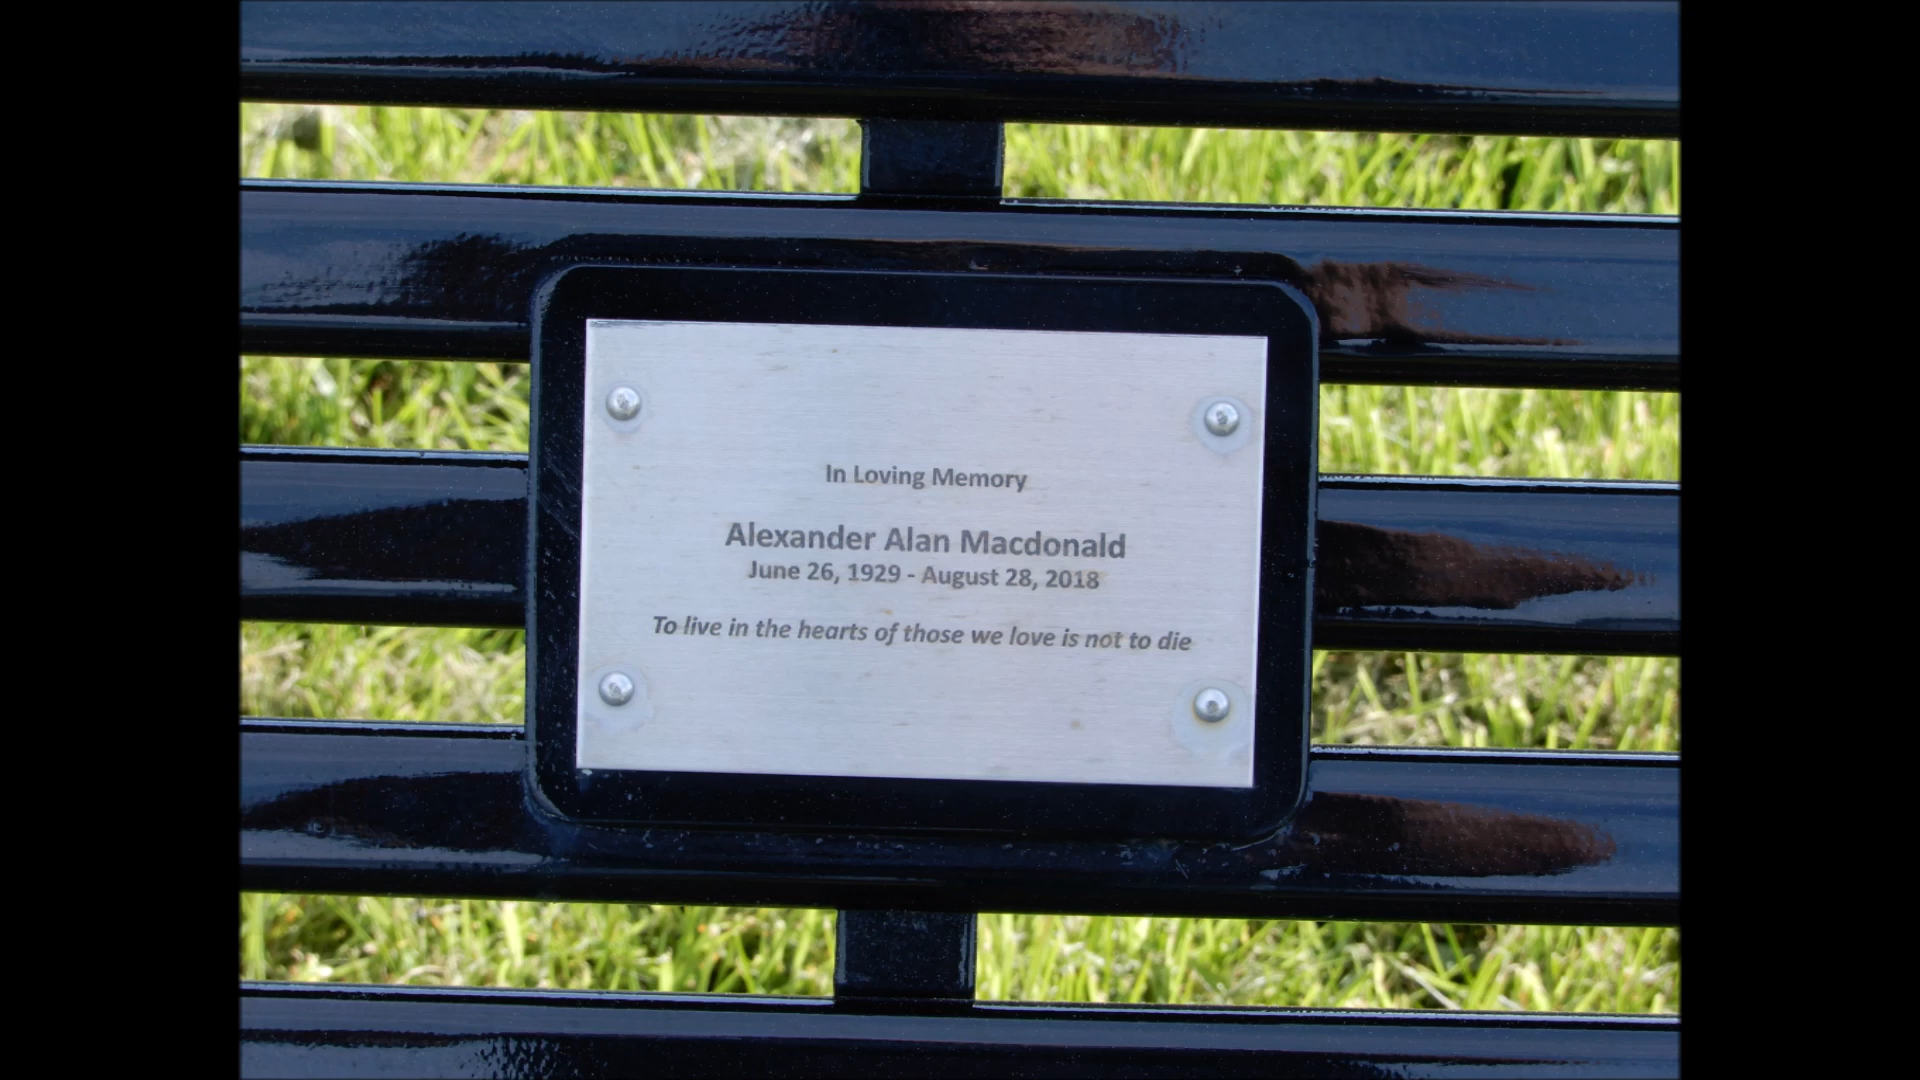 In Loving Memory
Alexander Alan Macdonald
June 26, 1929 - August 28, 2018
To live in the hearts of those we love is not to die